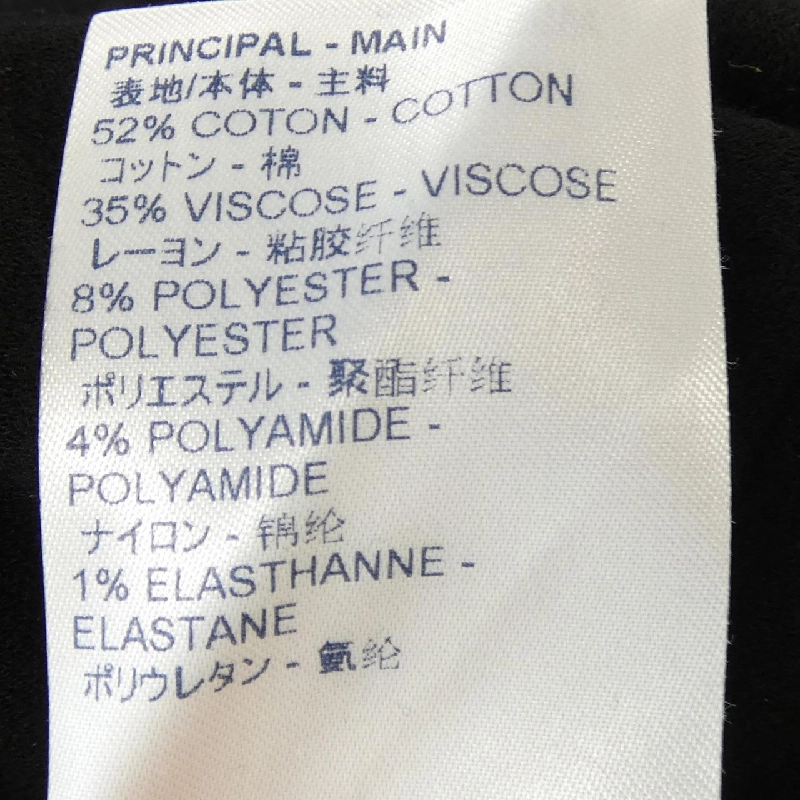 PRINCIPAL - MAIN
表地/本体 - 主料
52% COTON - COTTON
コットン - 棉
35% VISCOSE - VISCOSE
レーヨン - 粘胶纤维
8% POLYESTER -
POLYESTER
ポリエステル - 聚酯纤维
4% POLYAMIDE -
POLYAMIDE
ナイロン - 锦纶
1% ELASTHANNE -
ELASTANE
ポリウレタン - 氨纶